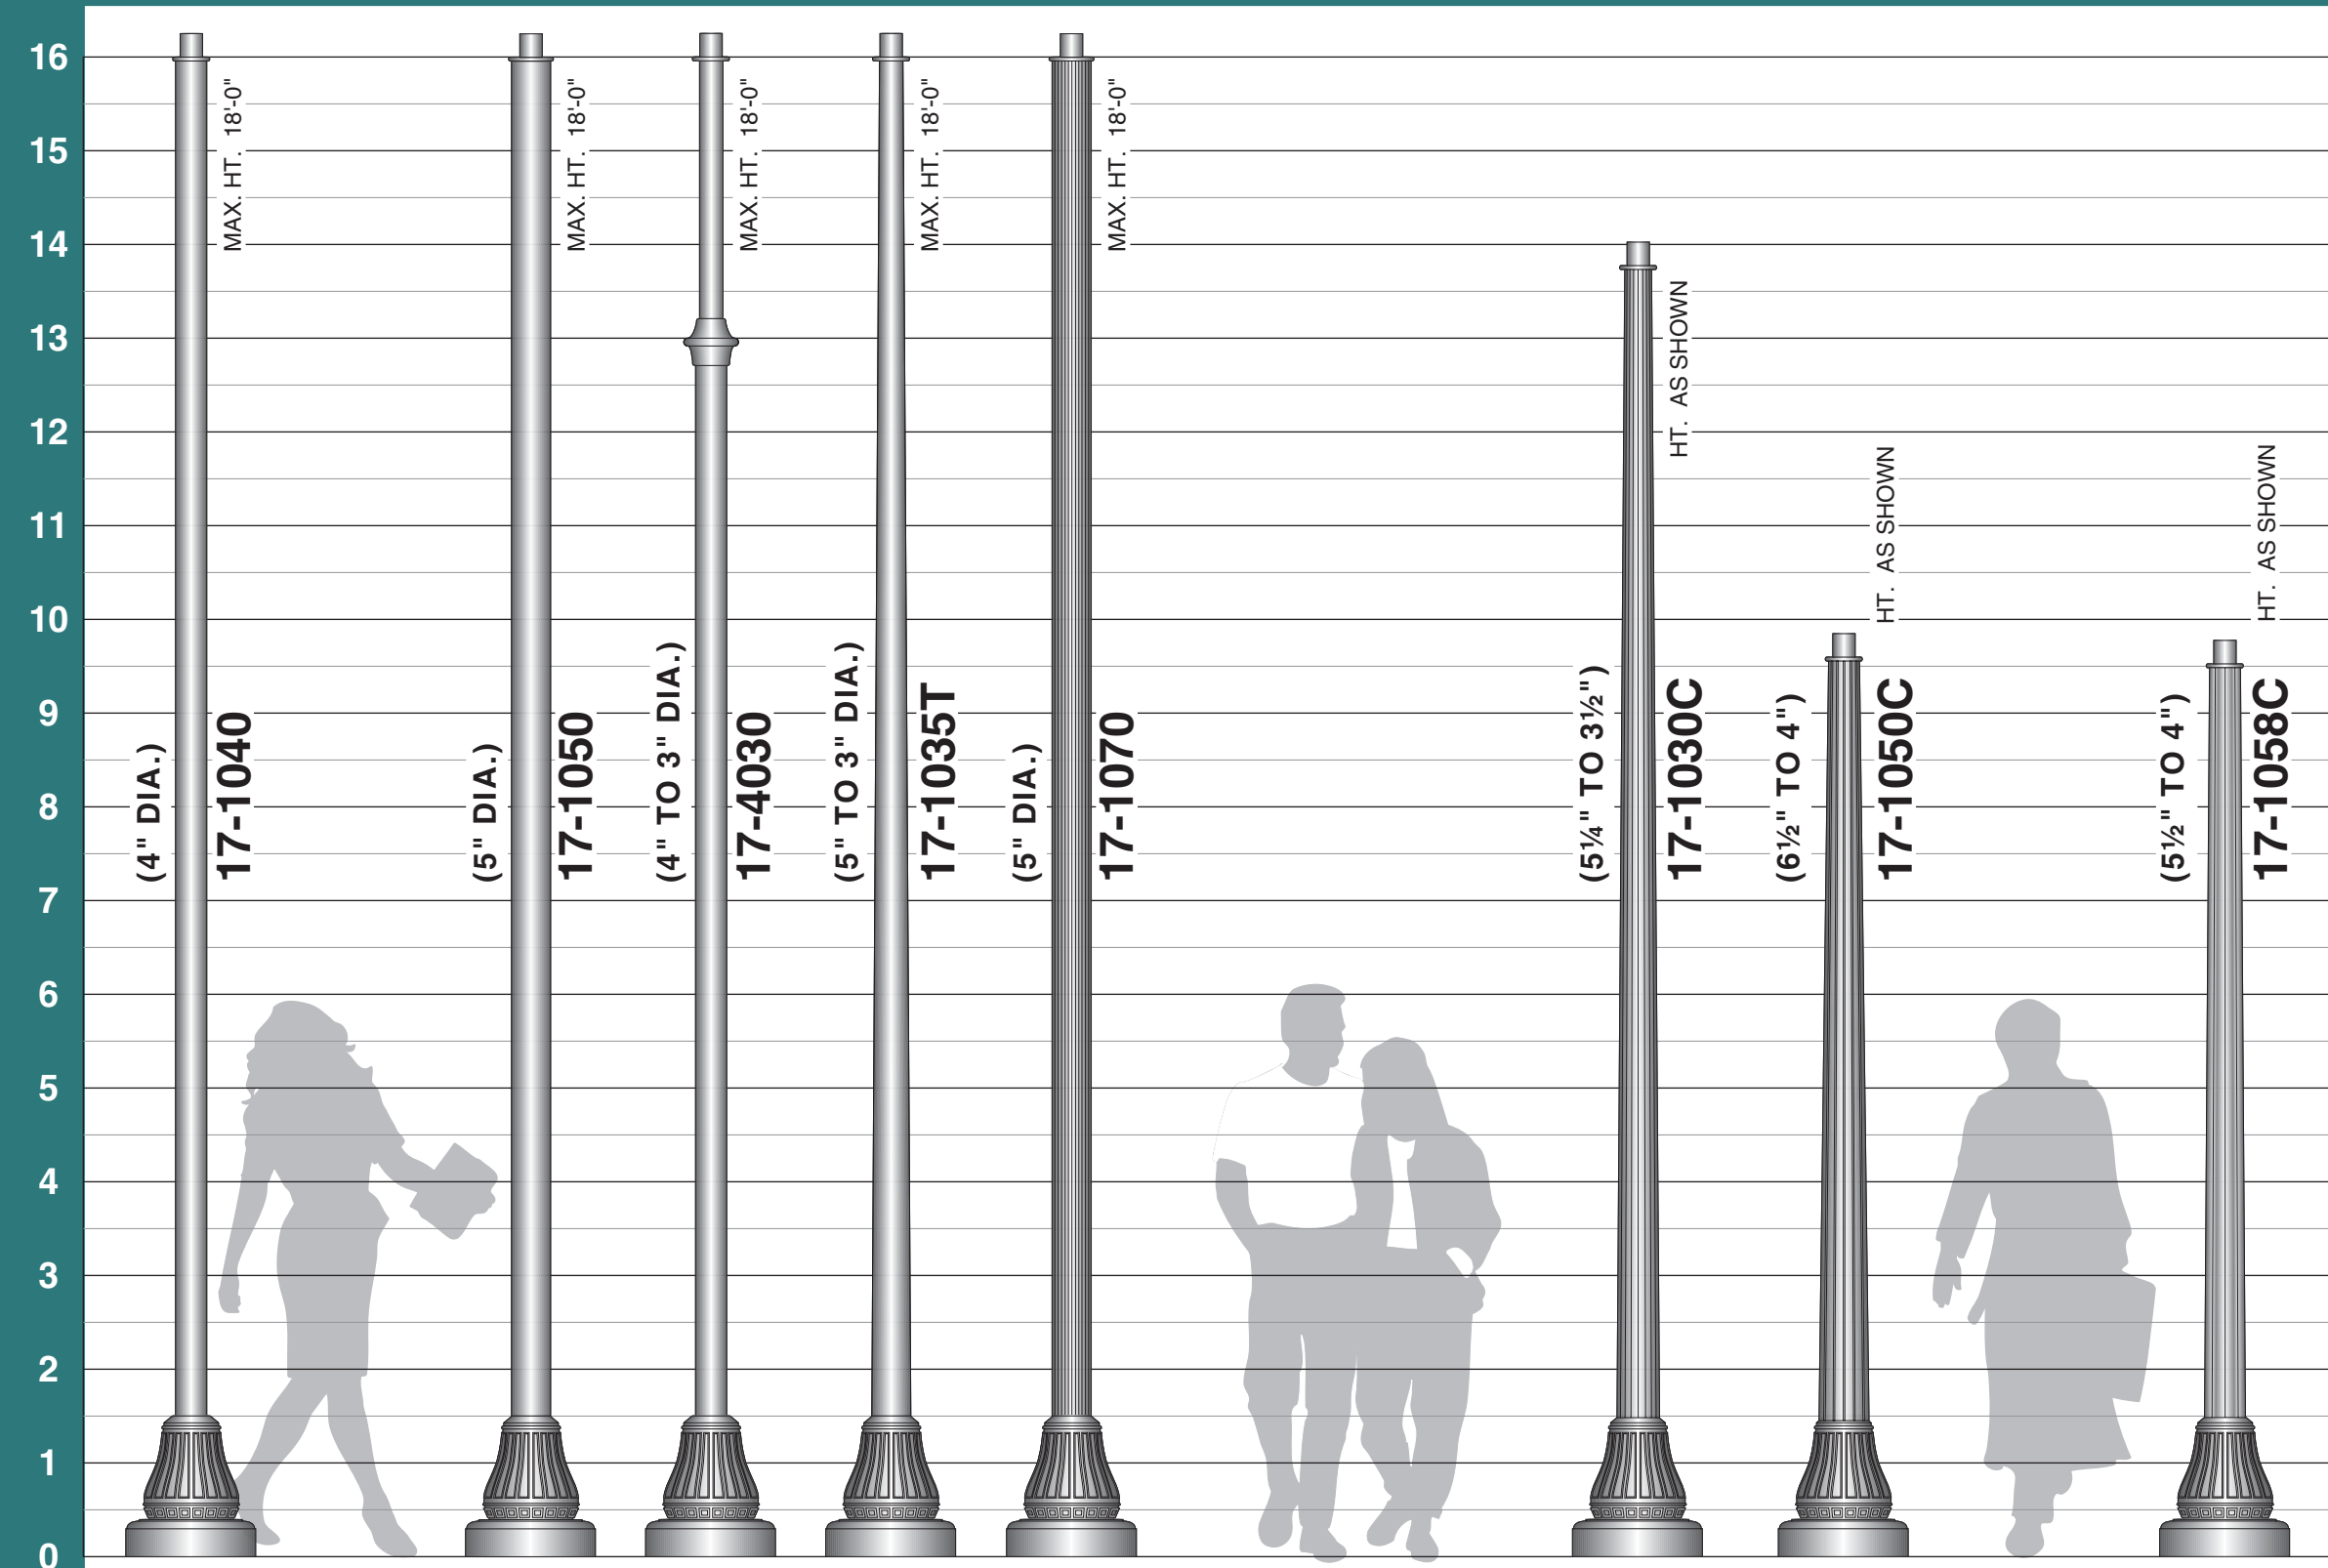 16
15
14
13
12
11
10
9
8
7
6
5
4
3
2
1
0
(4" DIA.)
17-1040
MAX. HT. 18'-0"
(5" DIA.)
17-1050
MAX. HT. 18'-0"
(4" TO 3" DIA.)
17-4030
MAX. HT. 18'-0"
(5" TO 3" DIA.)
17-1035T
MAX. HT. 18'-0"
(5" DIA.)
17-1070
MAX. HT. 18'-0"
(5¼" TO 3½")
17-1030C
HT. AS SHOWN
(6½" TO 4")
17-1050C
HT. AS SHOWN
(5½" TO 4")
17-1058C
HT. AS SHOWN